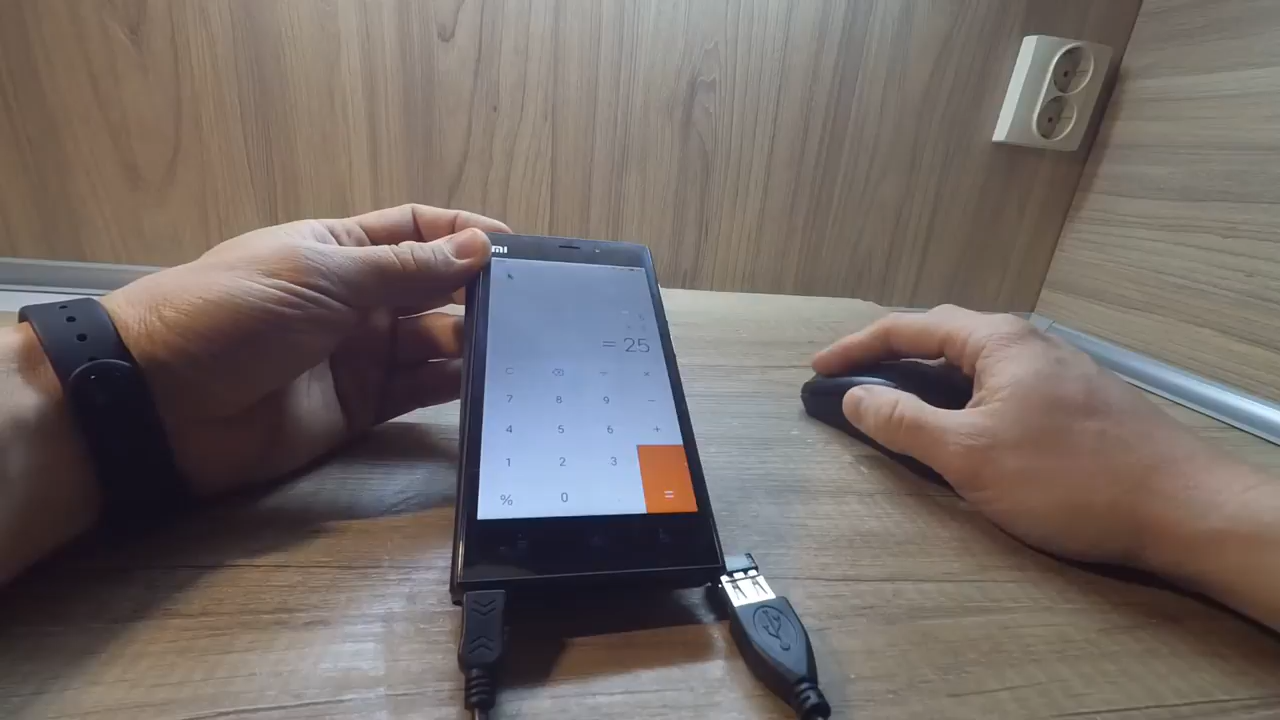 mi
= 25
C ÷ ×
7 8 9 −
4 5 6 +
1 2 3
% 0 . =